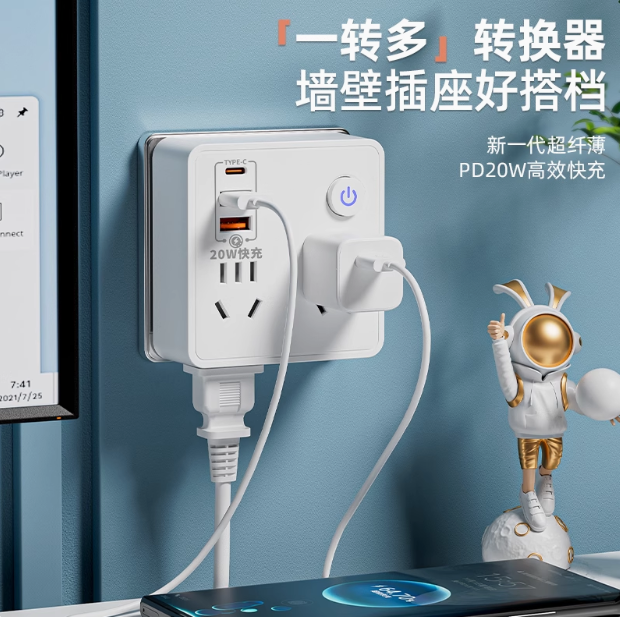 「一转多」转换器
墙壁插座好搭档
新一代超纤薄
PD20W高效快充
TYPE-C
20W快充
Player
nnect
7:41
2021/7/25